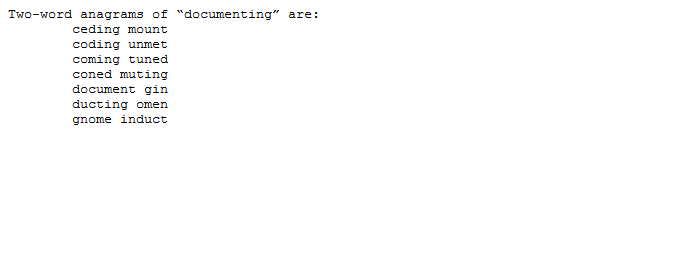 Two-word anagrams of “documenting” are:
ceding mount
coding unmet
coming tuned
coned muting
document gin
ducting omen
gnome induct